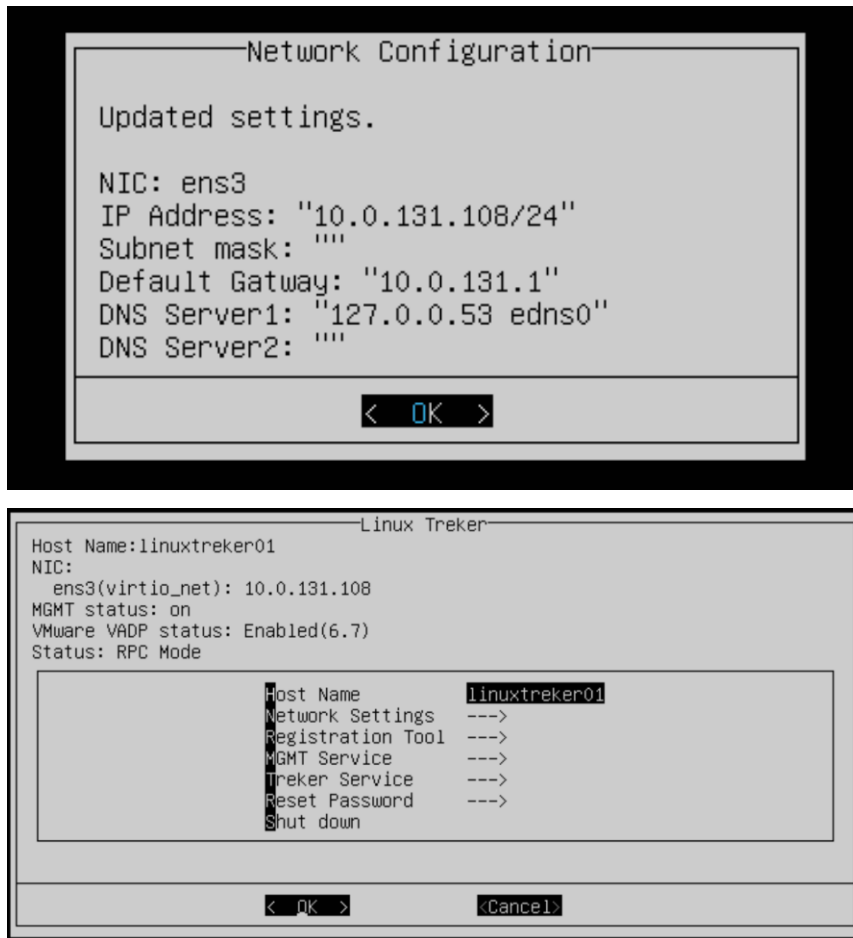 Network Configuration
Updated settings.
NIC: ens3
IP Address: "10.0.131.108/24"
Subnet mask: ""
Default Gatway: "10.0.131.1"
DNS Server1: "127.0.0.53 edns0"
DNS Server2: ""
< OK >
Linux Treker
Host Name:linuxtreker01
NIC:
ens3(virtio_net): 10.0.131.108
MGMT status: on
VMware VADP status: Enabled(6.7)
Status: RPC Mode
Host Name linuxtreker01
Network Settings --->
Registration Tool --->
MGMT Service --->
Treker Service --->
Reset Password --->
Shut down
< OK > <Cancel>